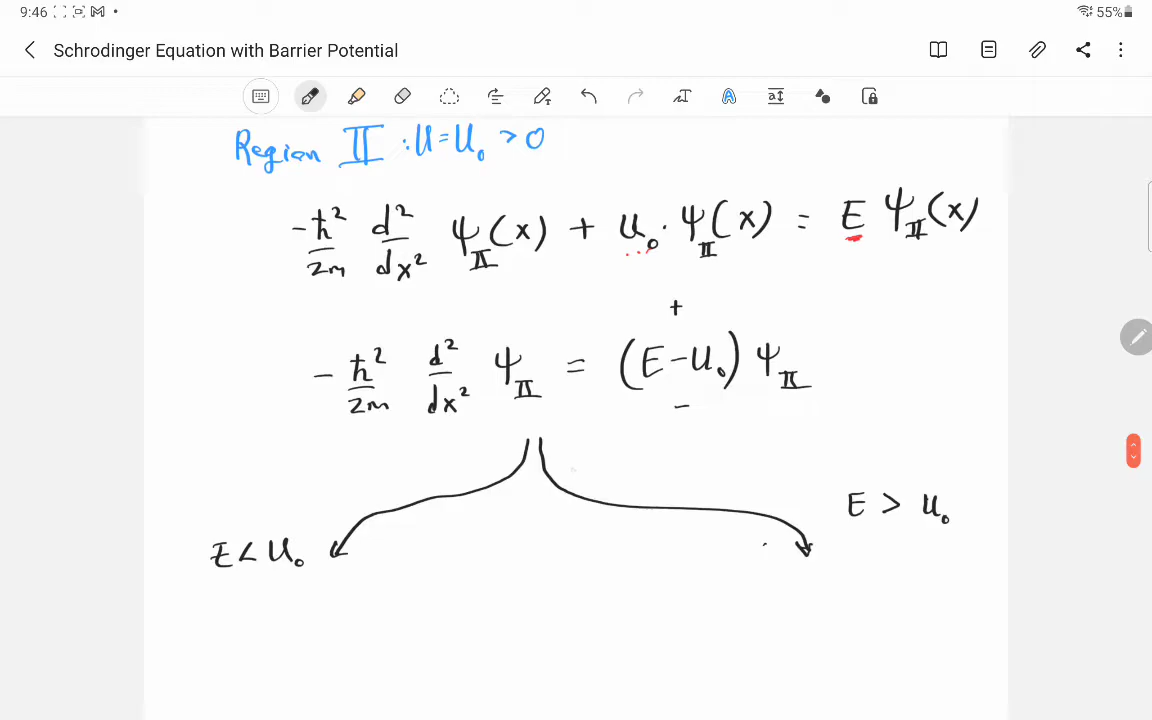 9:46
55%
Schrodinger Equation with Barrier Potential
Region II : U = U₀ > 0
-ħ²/2m d²/dx² ψ_II(x) + U₀ · ψ_II(x) = E ψ_II(x)
+
- ħ²/2m d²/dx² ψ_II = (E - U₀) ψ_II
-
E > U₀
E < U₀